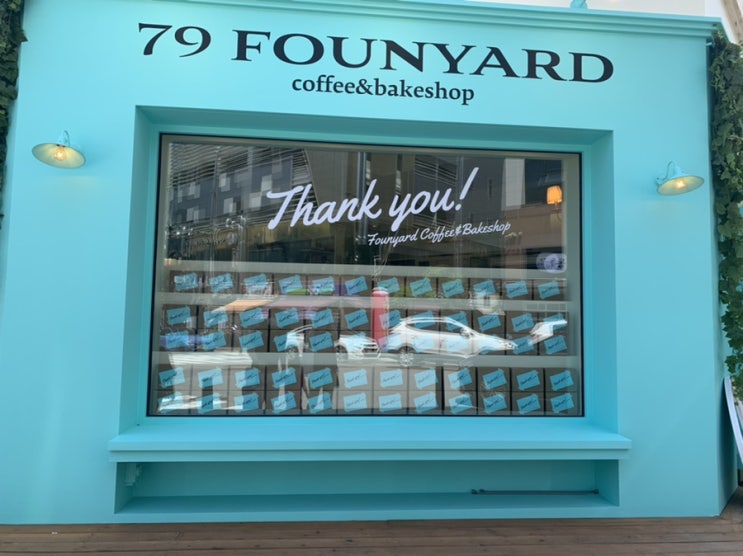 79 FOUNYARD
coffee&bakeshop
Thank you!
Founyard Coffee&Bakeshop